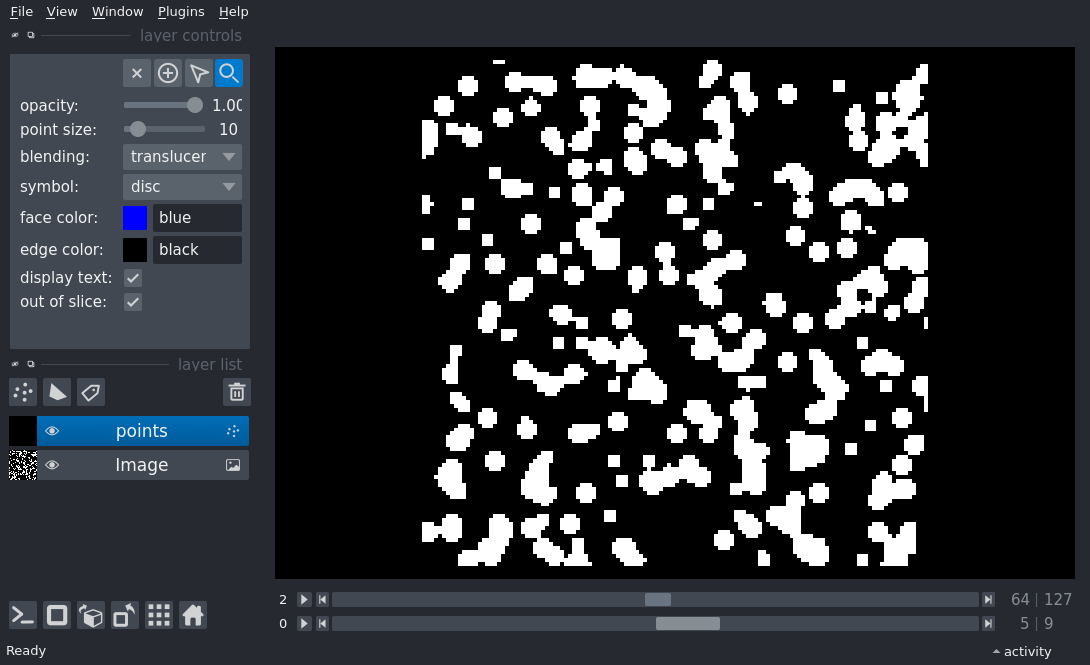 File View Window Plugins Help
layer controls
opacity: 1.00
point size: 10
blending: translucer
symbol: disc
face color: blue
edge color: black
display text:
out of slice:
layer list
points
Image
2 64 | 127
0 5 | 9
Ready activity